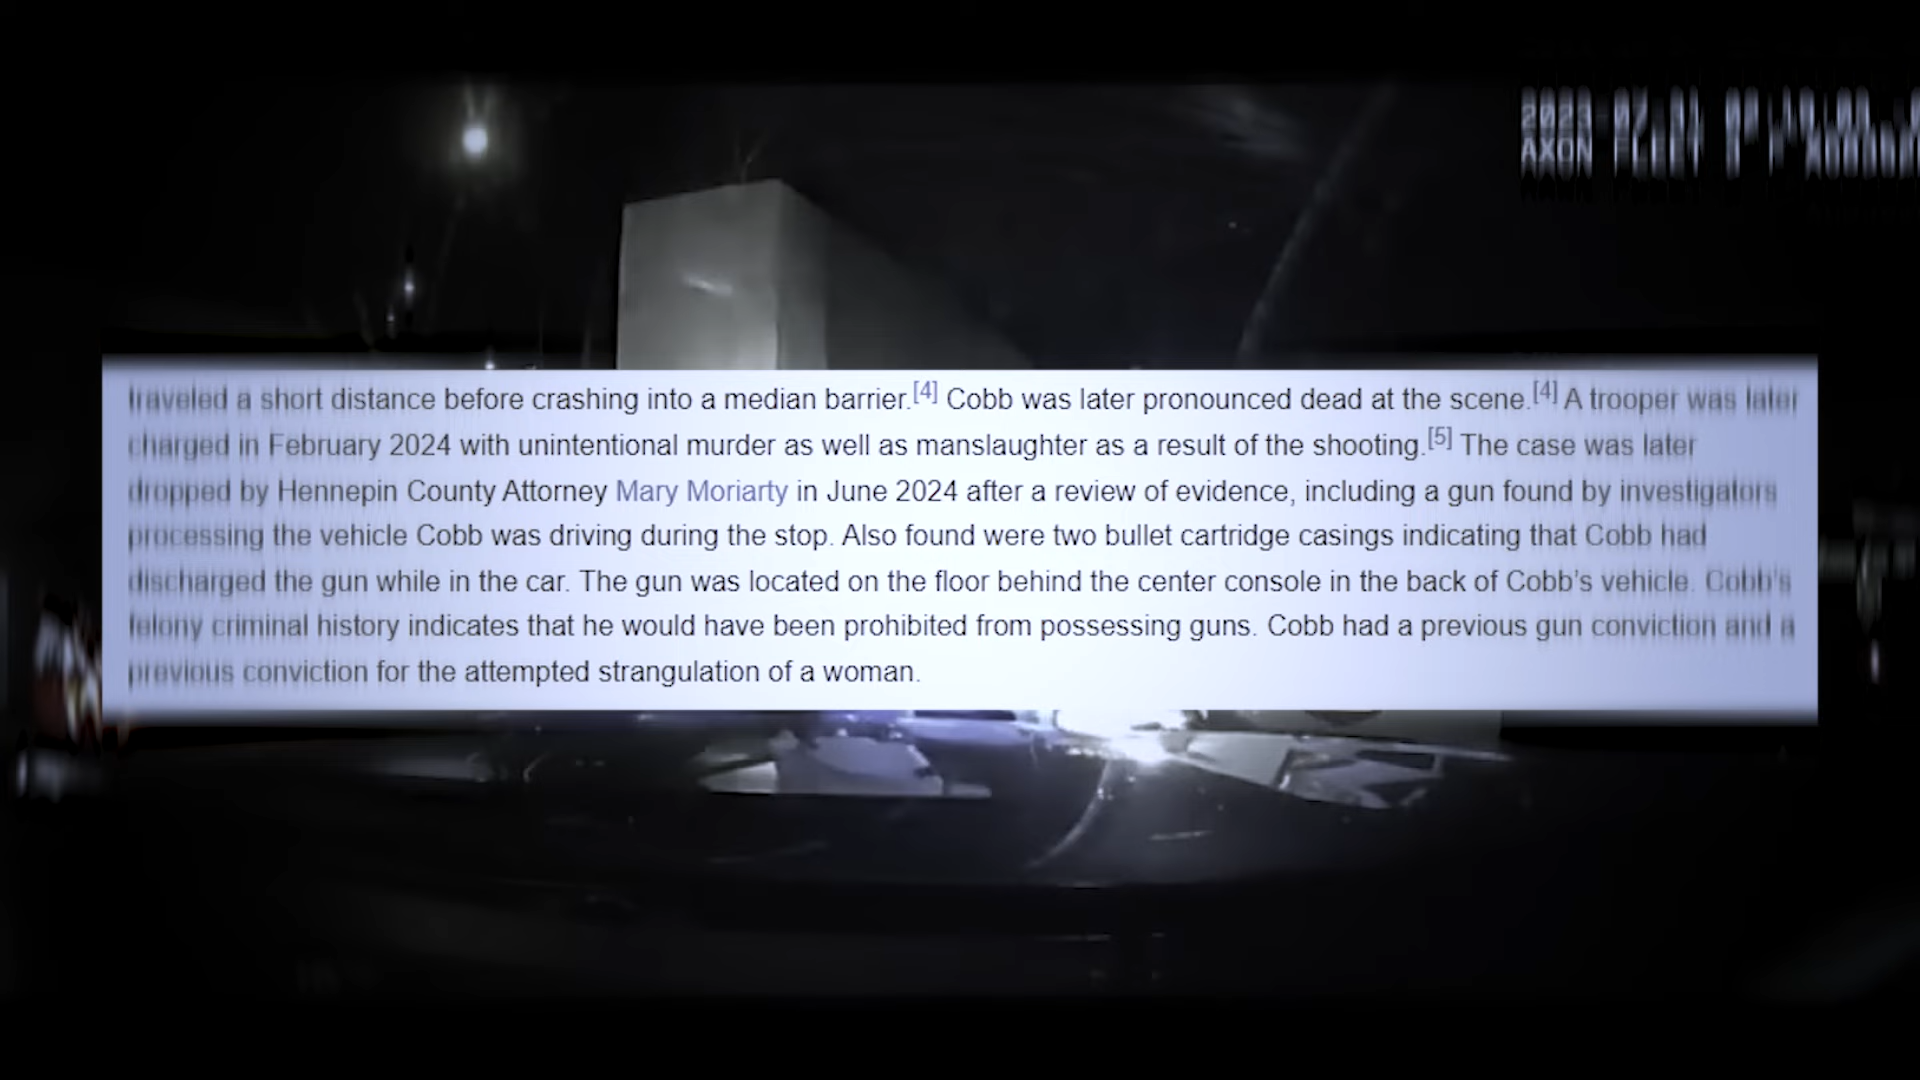 2023-07-31
AXON FLEET
traveled a short distance before crashing into a median barrier.[4] Cobb was later pronounced dead at the scene.[4] A trooper was later
charged in February 2024 with unintentional murder as well as manslaughter as a result of the shooting.[5] The case was later
dropped by Hennepin County Attorney Mary Moriarty in June 2024 after a review of evidence, including a gun found by investigators
processing the vehicle Cobb was driving during the stop. Also found were two bullet cartridge casings indicating that Cobb had
discharged the gun while in the car. The gun was located on the floor behind the center console in the back of Cobb's vehicle. Cobb's
felony criminal history indicates that he would have been prohibited from possessing guns. Cobb had a previous gun conviction and a
previous conviction for the attempted strangulation of a woman.